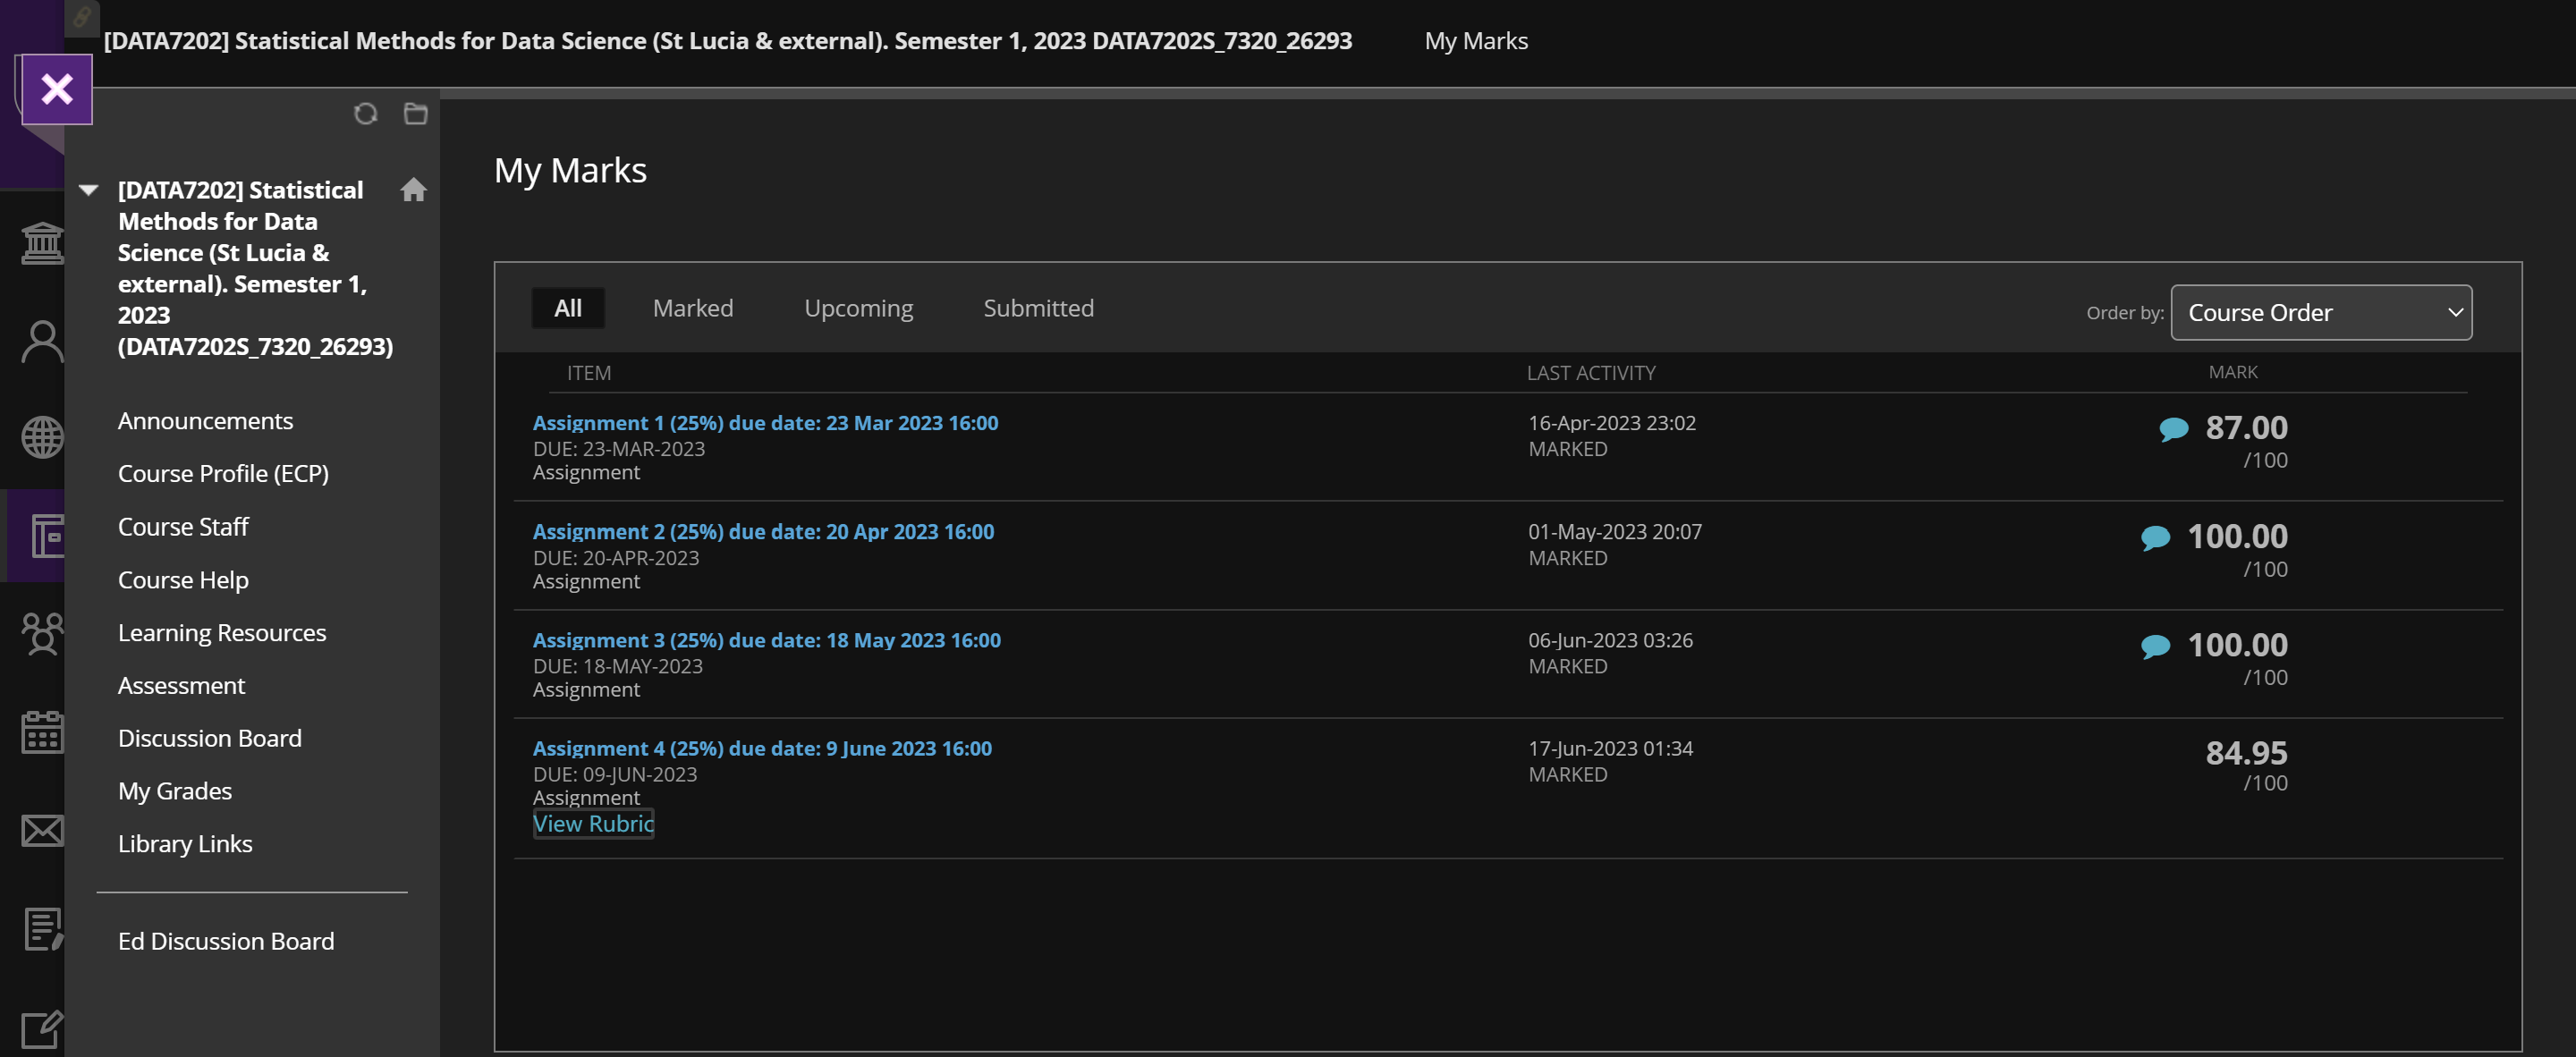 [DATA7202] Statistical Methods for Data Science (St Lucia & external). Semester 1, 2023 DATA7202S_7320_26293 My Marks
[DATA7202] Statistical
Methods for Data
Science (St Lucia &
external). Semester 1,
2023
(DATA7202S_7320_26293)
Announcements
Course Profile (ECP)
Course Staff
Course Help
Learning Resources
Assessment
Discussion Board
My Grades
Library Links
Ed Discussion Board
My Marks
All Marked Upcoming Submitted Order by: Course Order
ITEM LAST ACTIVITY MARK
Assignment 1 (25%) due date: 23 Mar 2023 16:00 16-Apr-2023 23:02 87.00
DUE: 23-MAR-2023 MARKED /100
Assignment
Assignment 2 (25%) due date: 20 Apr 2023 16:00 01-May-2023 20:07 100.00
DUE: 20-APR-2023 MARKED /100
Assignment
Assignment 3 (25%) due date: 18 May 2023 16:00 06-Jun-2023 03:26 100.00
DUE: 18-MAY-2023 MARKED /100
Assignment
Assignment 4 (25%) due date: 9 June 2023 16:00 17-Jun-2023 01:34 84.95
DUE: 09-JUN-2023 MARKED /100
Assignment
View Rubric